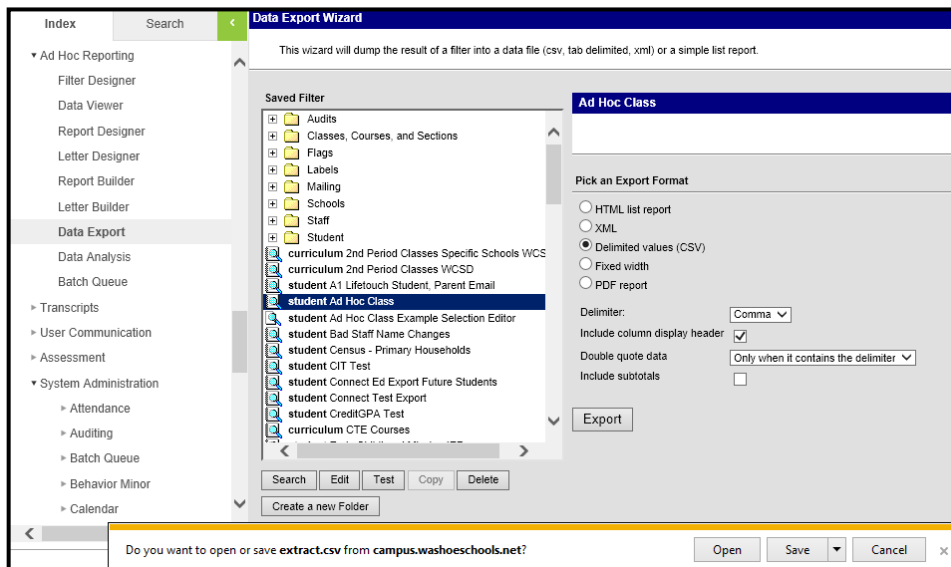 Index
Search
Data Export Wizard
This wizard will dump the result of a filter into a data file (csv, tab delimited, xml) or a simple list report.
Ad Hoc Reporting
Filter Designer
Data Viewer
Report Designer
Letter Designer
Report Builder
Letter Builder
Data Export
Data Analysis
Batch Queue
Transcripts
User Communication
Assessment
System Administration
Attendance
Auditing
Batch Queue
Behavior Minor
Calendar
Saved Filter
Audits
Classes, Courses, and Sections
Flags
Labels
Mailing
Schools
Staff
Student
curriculum 2nd Period Classes Specific Schools WCS
curriculum 2nd Period Classes WCSD
student A1 Lifetouch Student, Parent Email
student Ad Hoc Class
student Ad Hoc Class Example Selection Editor
student Bad Staff Name Changes
student Census - Primary Households
student CIT Test
student Connect Ed Export Future Students
student Connect Test Export
student CreditGPA Test
curriculum CTE Courses
Search Edit Test Copy Delete
Create a new Folder
Ad Hoc Class
Pick an Export Format
HTML list report
XML
Delimited values (CSV)
Fixed width
PDF report
Delimiter: Comma
Include column display header
Double quote data Only when it contains the delimiter
Include subtotals
Export
Do you want to open or save extract.csv from campus.washoeschools.net?
Open Save Cancel